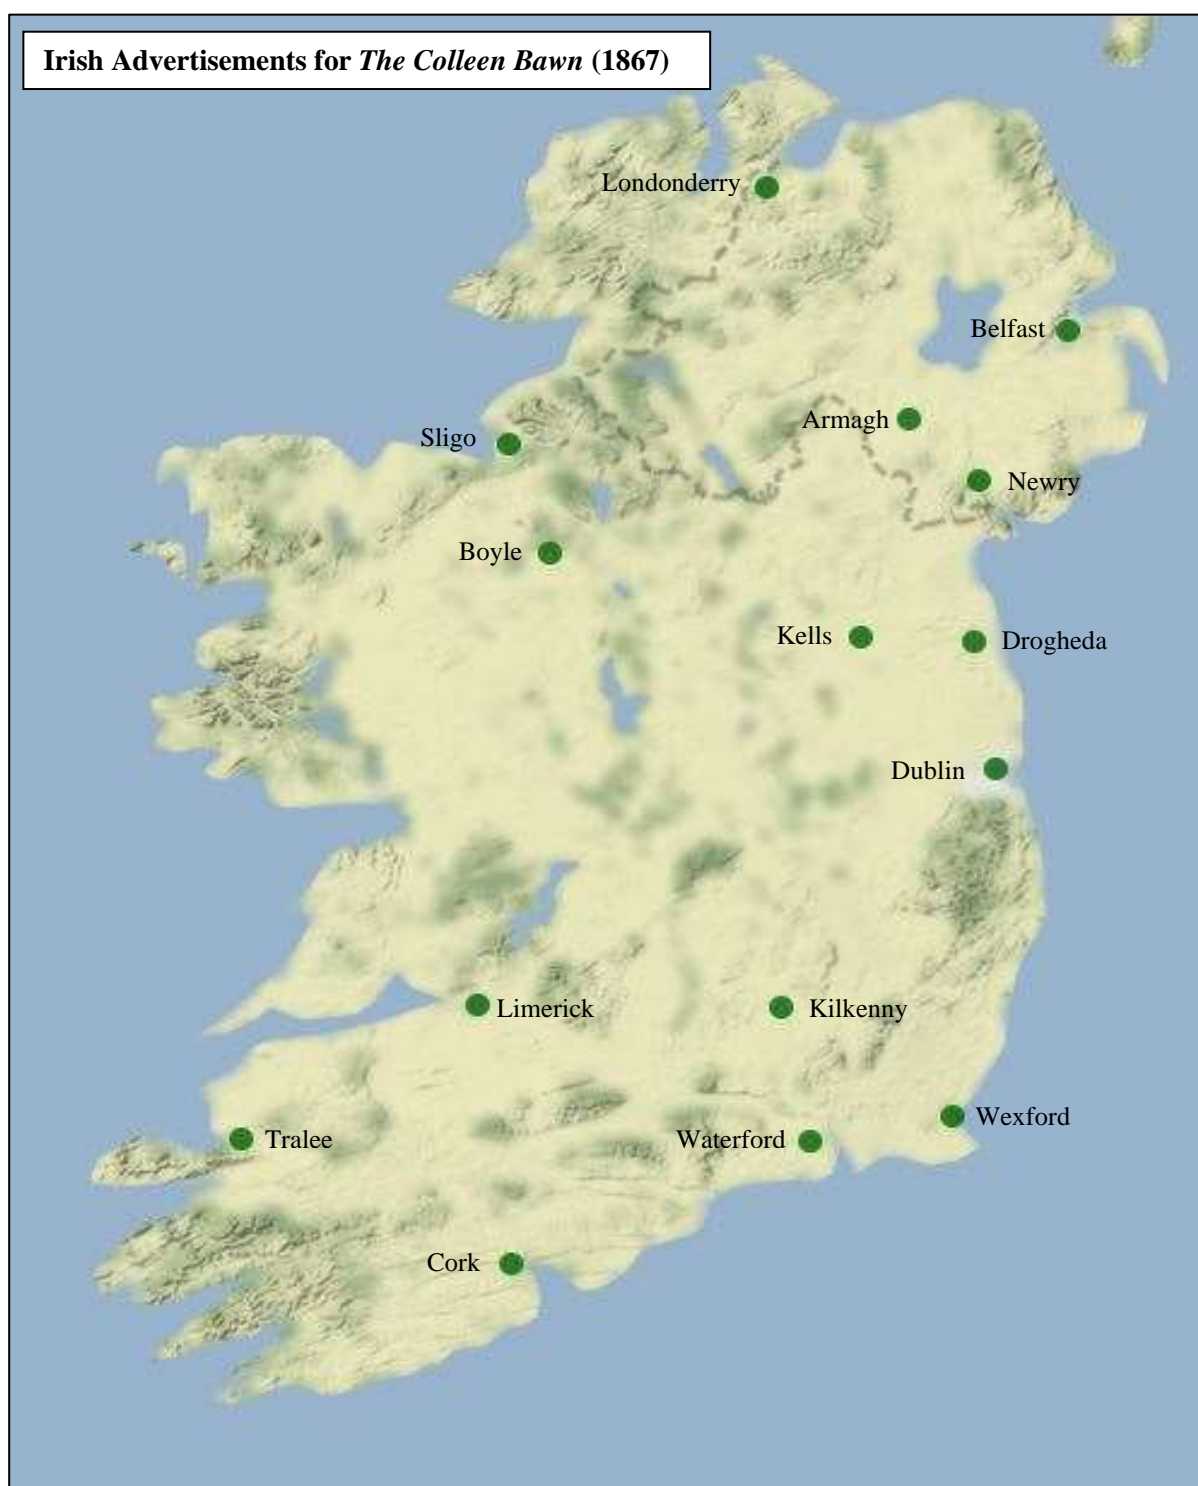 Irish Advertisements for The Colleen Bawn (1867)
Londonderry
Belfast
Armagh
Sligo
Newry
Boyle
Kells
Drogheda
Dublin
Limerick
Kilkenny
Wexford
Tralee
Waterford
Cork